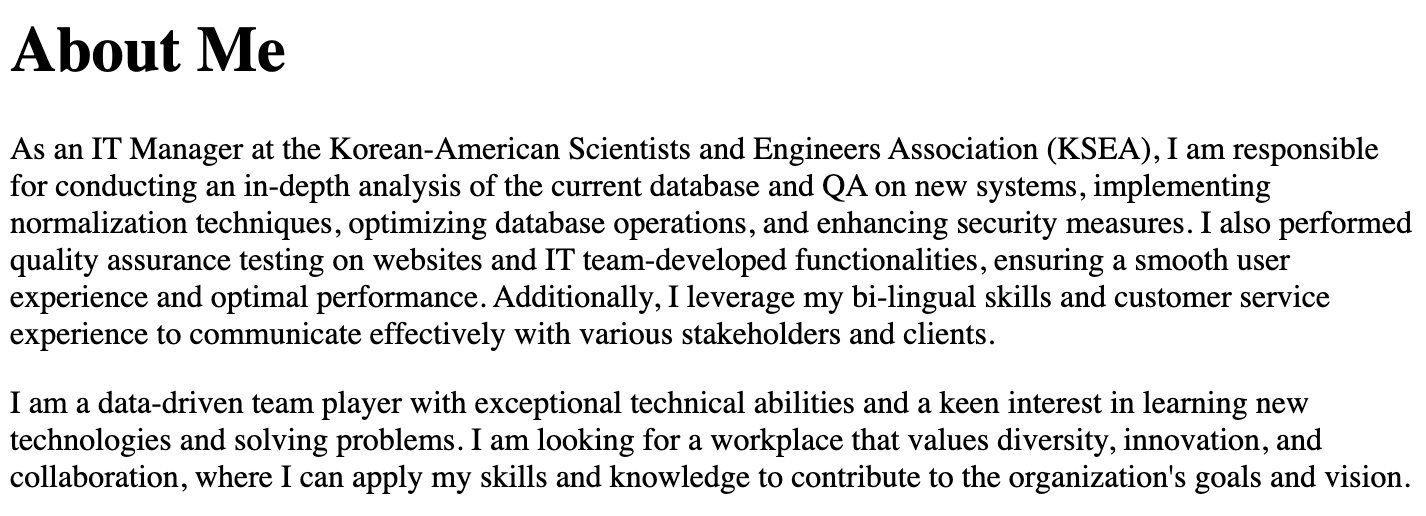 About Me
As an IT Manager at the Korean-American Scientists and Engineers Association (KSEA), I am responsible
for conducting an in-depth analysis of the current database and QA on new systems, implementing
normalization techniques, optimizing database operations, and enhancing security measures. I also performed
quality assurance testing on websites and IT team-developed functionalities, ensuring a smooth user
experience and optimal performance. Additionally, I leverage my bi-lingual skills and customer service
experience to communicate effectively with various stakeholders and clients.
I am a data-driven team player with exceptional technical abilities and a keen interest in learning new
technologies and solving problems. I am looking for a workplace that values diversity, innovation, and
collaboration, where I can apply my skills and knowledge to contribute to the organization's goals and vision.